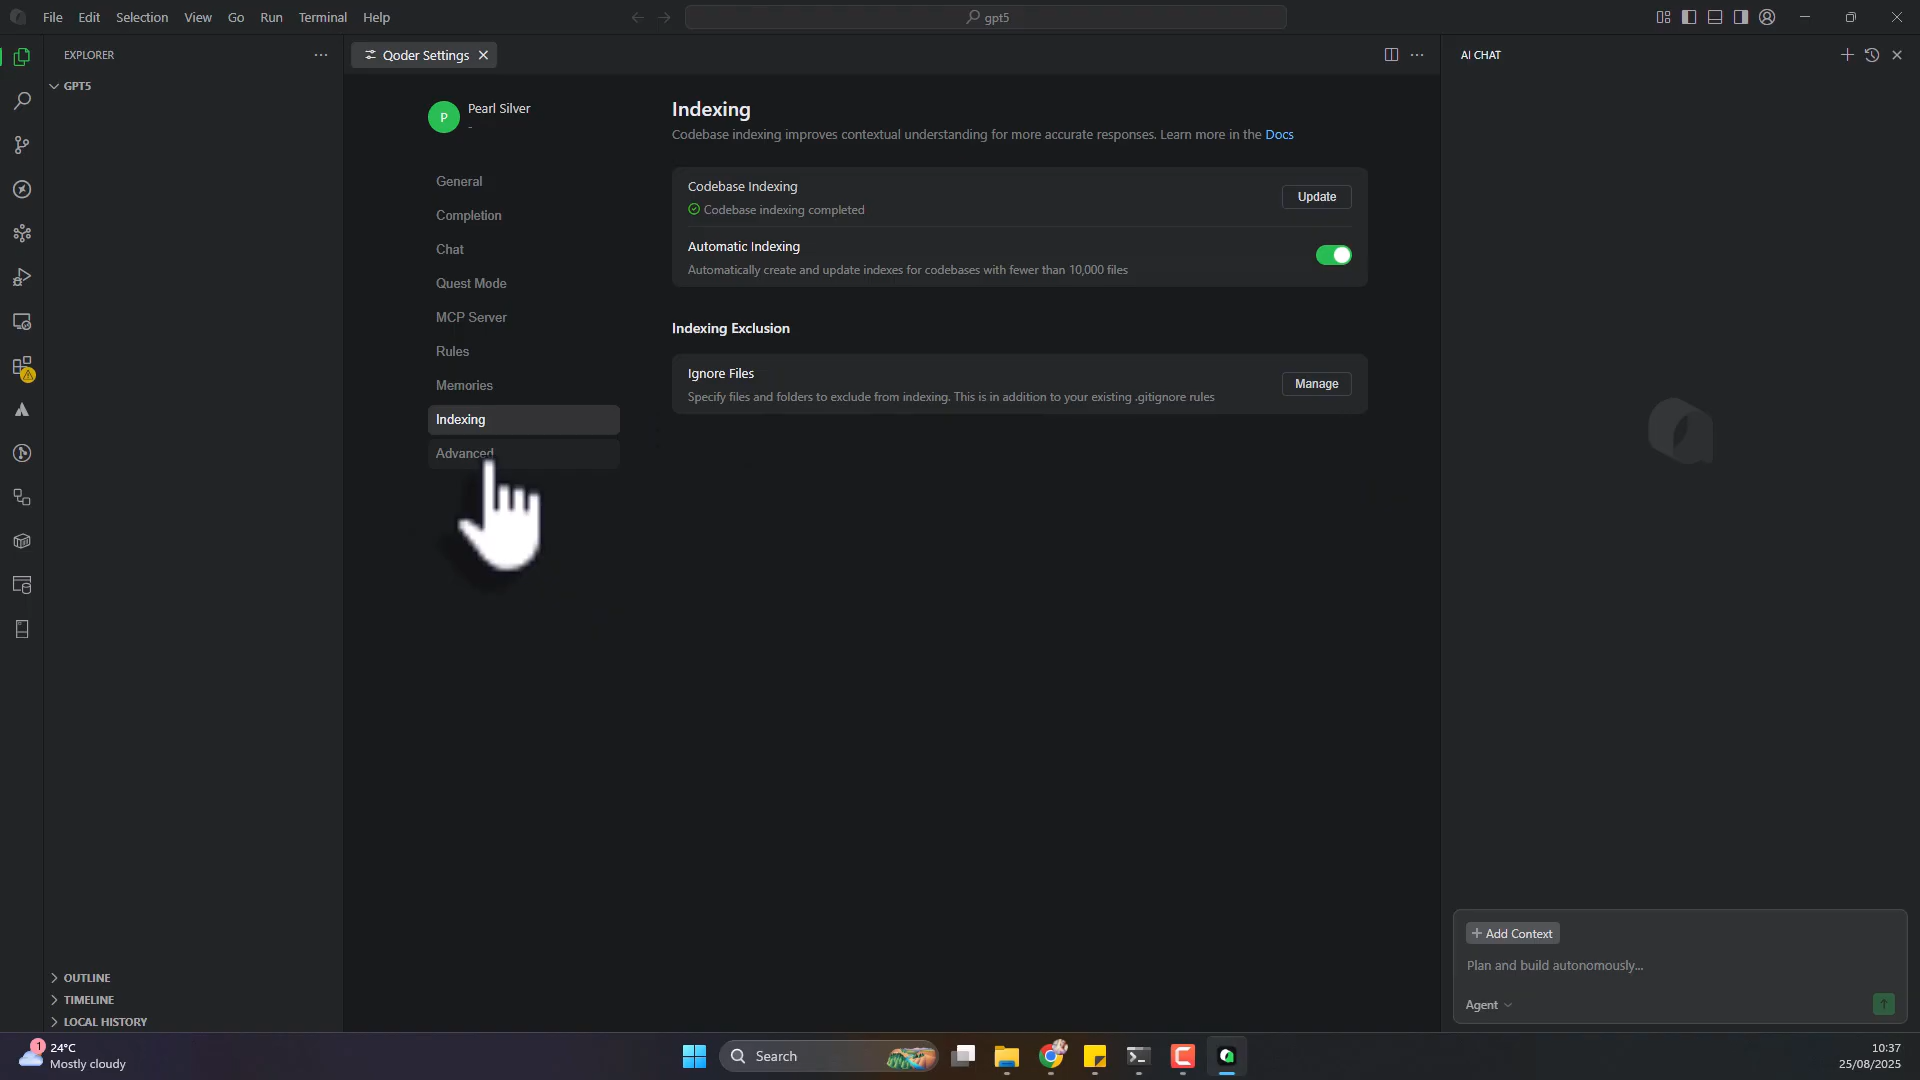 File Edit Selection View Go Run Terminal Help
gpt5
EXPLORER
GPT5
OUTLINE
TIMELINE
LOCAL HISTORY
Qoder Settings
P
Pearl Silver
-
General
Completion
Chat
Quest Mode
MCP Server
Rules
Memories
Indexing
Advanced
Indexing
Codebase indexing improves contextual understanding for more accurate responses. Learn more in the Docs
Codebase Indexing
Codebase indexing completed
Update
Automatic Indexing
Automatically create and update indexes for codebases with fewer than 10,000 files
Indexing Exclusion
Ignore Files
Specify files and folders to exclude from indexing. This is in addition to your existing .gitignore rules
Manage
AI CHAT
Add Context
Plan and build autonomously...
Agent
1
24°C
Mostly cloudy
Search
10:37
25/08/2025